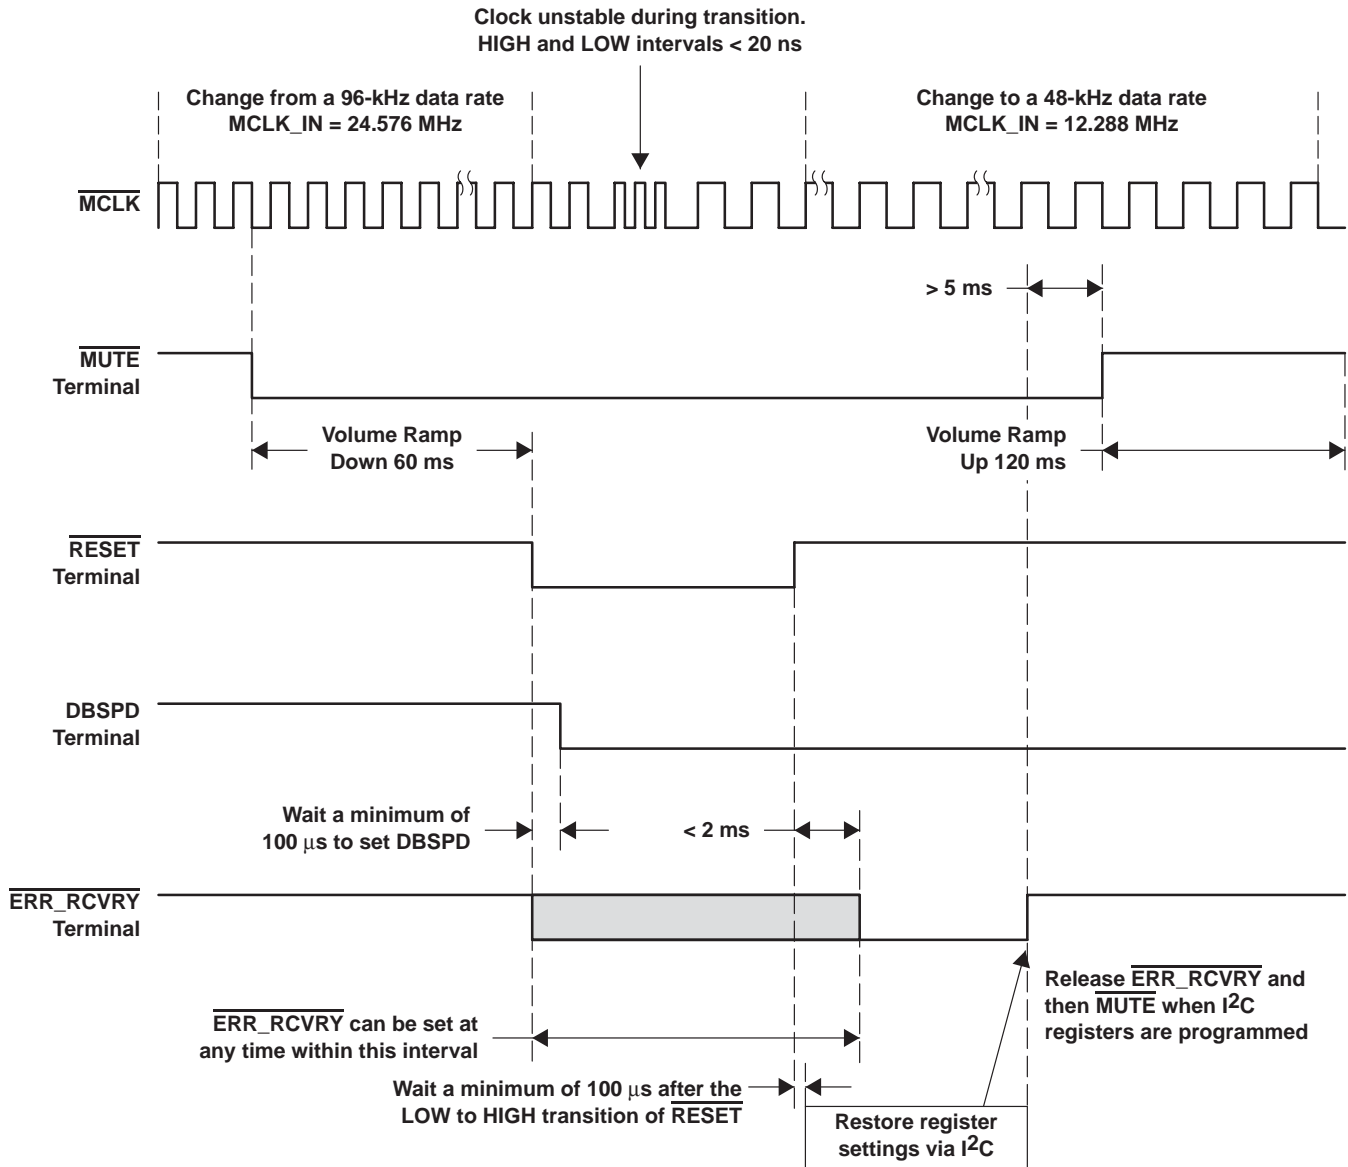 Clock unstable during transition.
HIGH and LOW intervals < 20 ns
Change from a 96-kHz data rate
MCLK_IN = 24.576 MHz
Change to a 48-kHz data rate
MCLK_IN = 12.288 MHz
MCLK
> 5 ms
MUTE
Terminal
Volume Ramp
Down 60 ms
Volume Ramp
Up 120 ms
RESET
Terminal
DBSPD
Terminal
Wait a minimum of
100 μs to set DBSPD
< 2 ms
ERR_RCVRY
Terminal
ERR_RCVRY can be set at
any time within this interval
Release ERR_RCVRY and
then MUTE when I2C
registers are programmed
Wait a minimum of 100 μs after the
LOW to HIGH transition of RESET
Restore register
settings via I2C